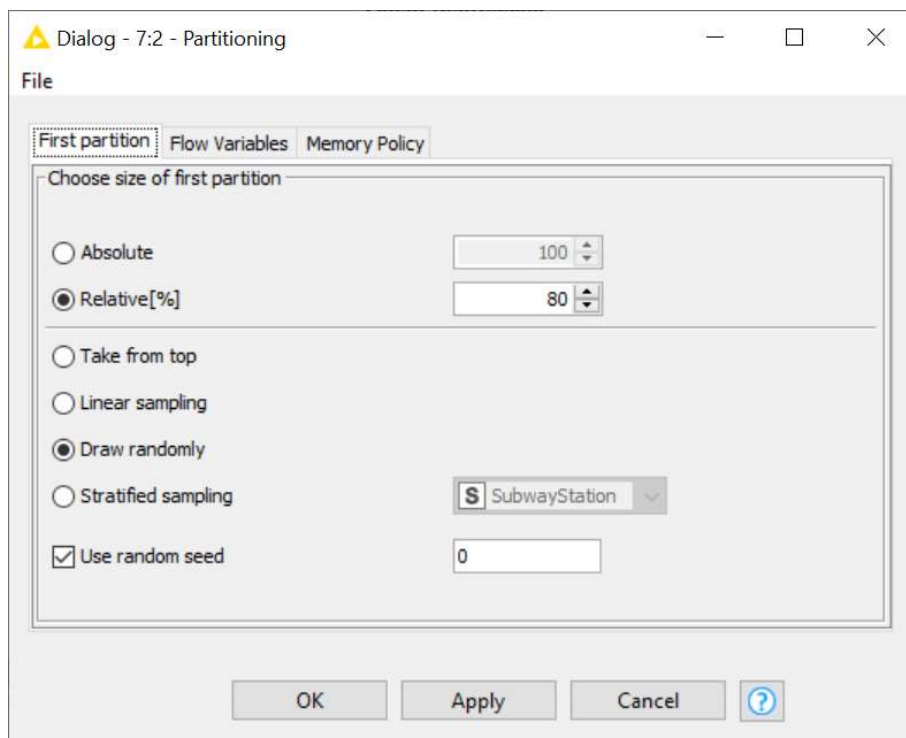 Dialog - 7:2 - Partitioning
File
First partition Flow Variables Memory Policy
Choose size of first partition
Absolute 100
Relative[%] 80
Take from top
Linear sampling
Draw randomly
Stratified sampling S SubwayStation
Use random seed 0
OK Apply Cancel ?